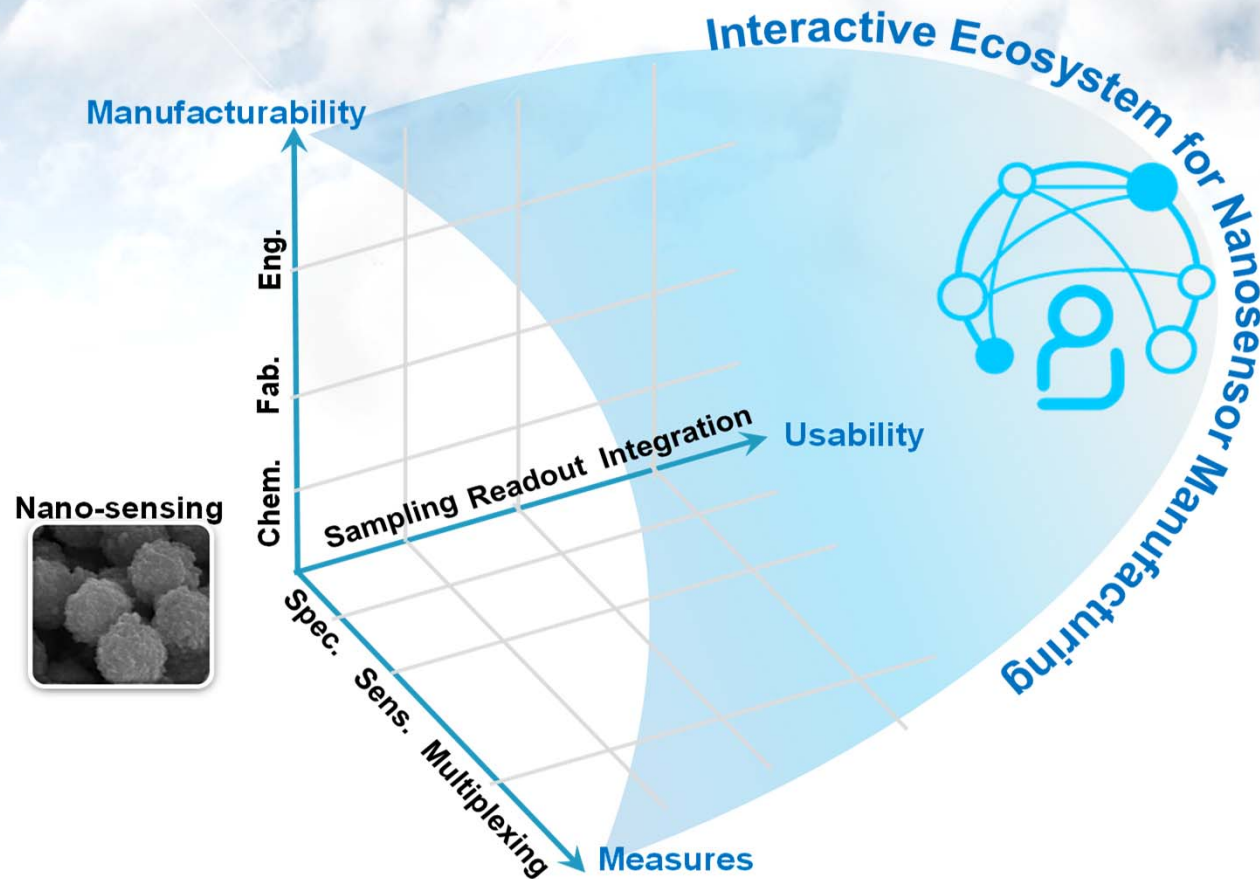 Interactive Ecosystem for Nanosensor Manufacturing
Manufacturability
Eng.
Fab.
Chem.
Nano-sensing
Sampling Readout Integration
Usability
Spec. Sens. Multiplexing
Measures